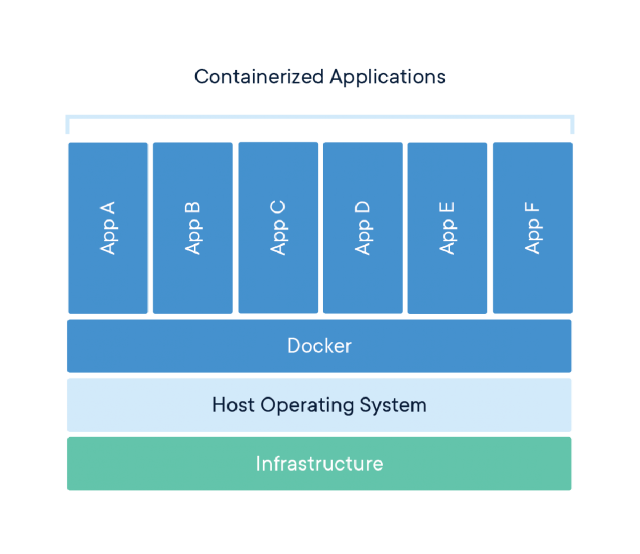 Containerized Applications
App A
App B
App C
App D
App E
App F
Docker
Host Operating System
Infrastructure